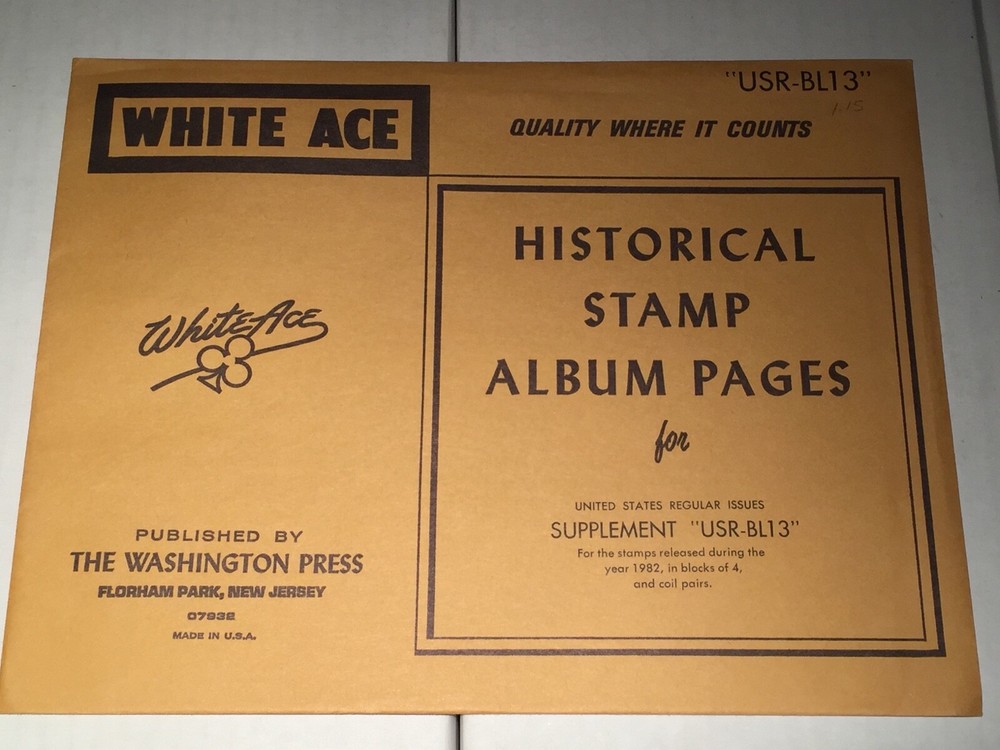 "USR-BL13"
1.15
WHITE ACE
QUALITY WHERE IT COUNTS
HISTORICAL
STAMP
ALBUM PAGES
for
UNITED STATES REGULAR ISSUES
SUPPLEMENT "USR-BL13"
For the stamps released during the
year 1982, in blocks of 4,
and coil pairs.
White Ace
PUBLISHED BY
THE WASHINGTON PRESS
FLORHAM PARK, NEW JERSEY
07932
MADE IN U.S.A.